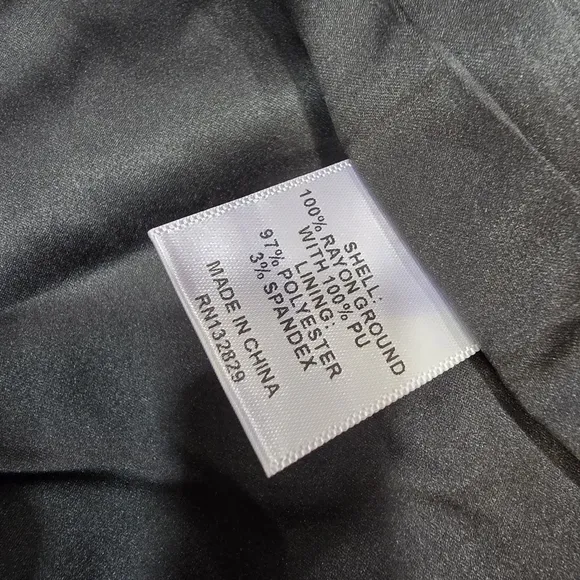 SHELL:
100% RAYON GROUND
WITH 100% PU
LINING:
97% POLYESTER
3% SPANDEX
MADE IN CHINA
RN132829